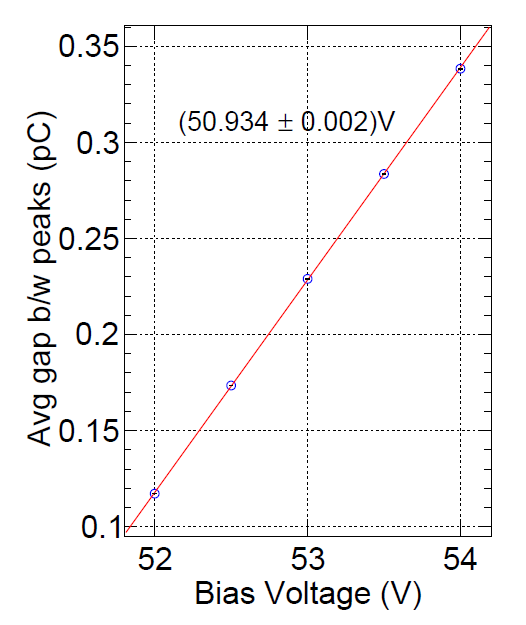 Avg gap b/w peaks (pC)
0.35
(50.934 ± 0.002)V
0.3
0.25
0.2
0.15
0.1
52 53 54
Bias Voltage (V)